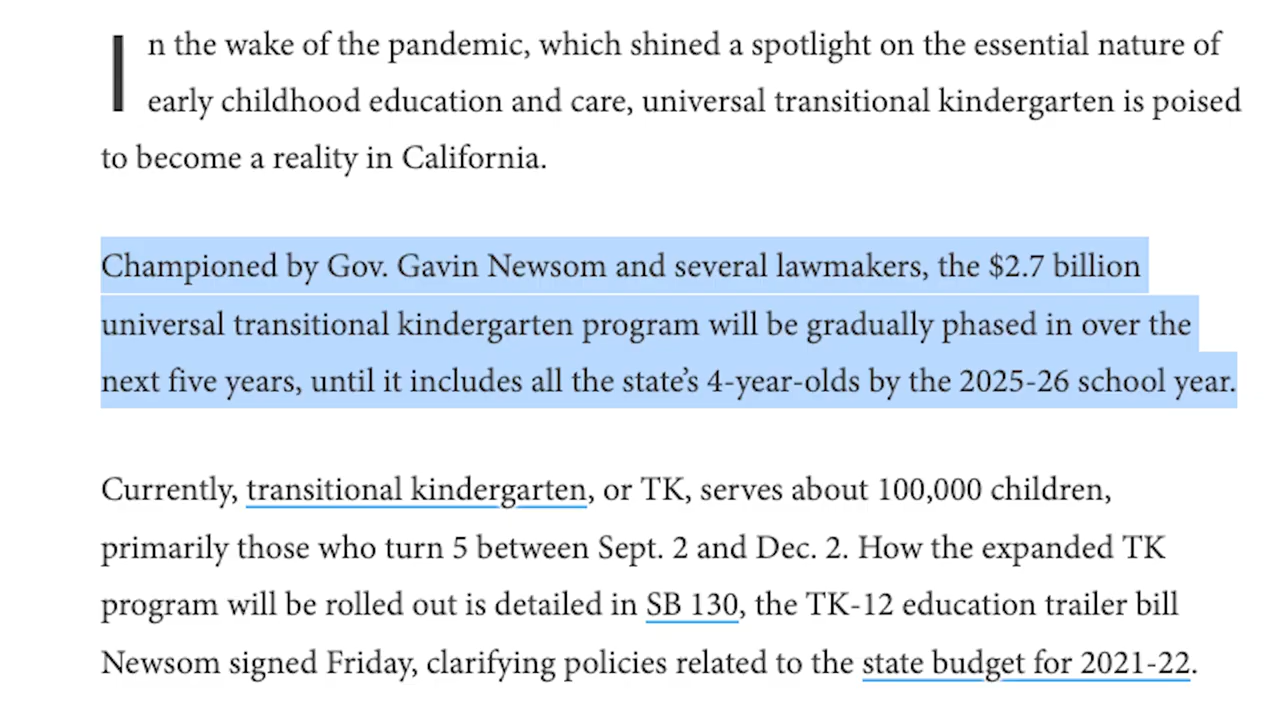 In the wake of the pandemic, which shined a spotlight on the essential nature of
early childhood education and care, universal transitional kindergarten is poised
to become a reality in California.
Championed by Gov. Gavin Newsom and several lawmakers, the $2.7 billion
universal transitional kindergarten program will be gradually phased in over the
next five years, until it includes all the state’s 4-year-olds by the 2025-26 school year.
Currently, transitional kindergarten, or TK, serves about 100,000 children,
primarily those who turn 5 between Sept. 2 and Dec. 2. How the expanded TK
program will be rolled out is detailed in SB 130, the TK-12 education trailer bill
Newsom signed Friday, clarifying policies related to the state budget for 2021-22.